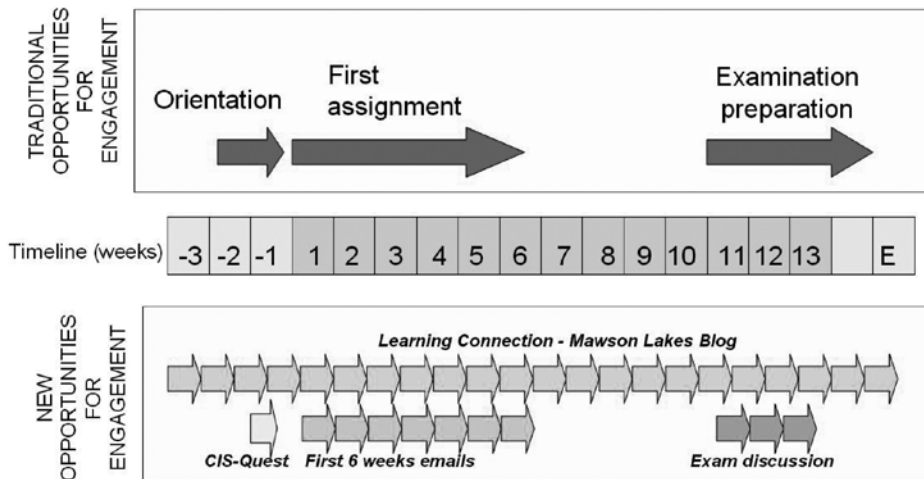 TRADITIONAL
OPPORTUNITIES
FOR
ENGAGEMENT
Orientation
First
assignment
Examination
preparation
Timeline (weeks)
-3 -2 -1 1 2 3 4 5 6 7 8 9 10 11 12 13 E
NEW
OPPORTUNITIES
FOR
ENGAGEMENT
Learning Connection - Mawson Lakes Blog
CIS-Quest
First 6 weeks emails
Exam discussion